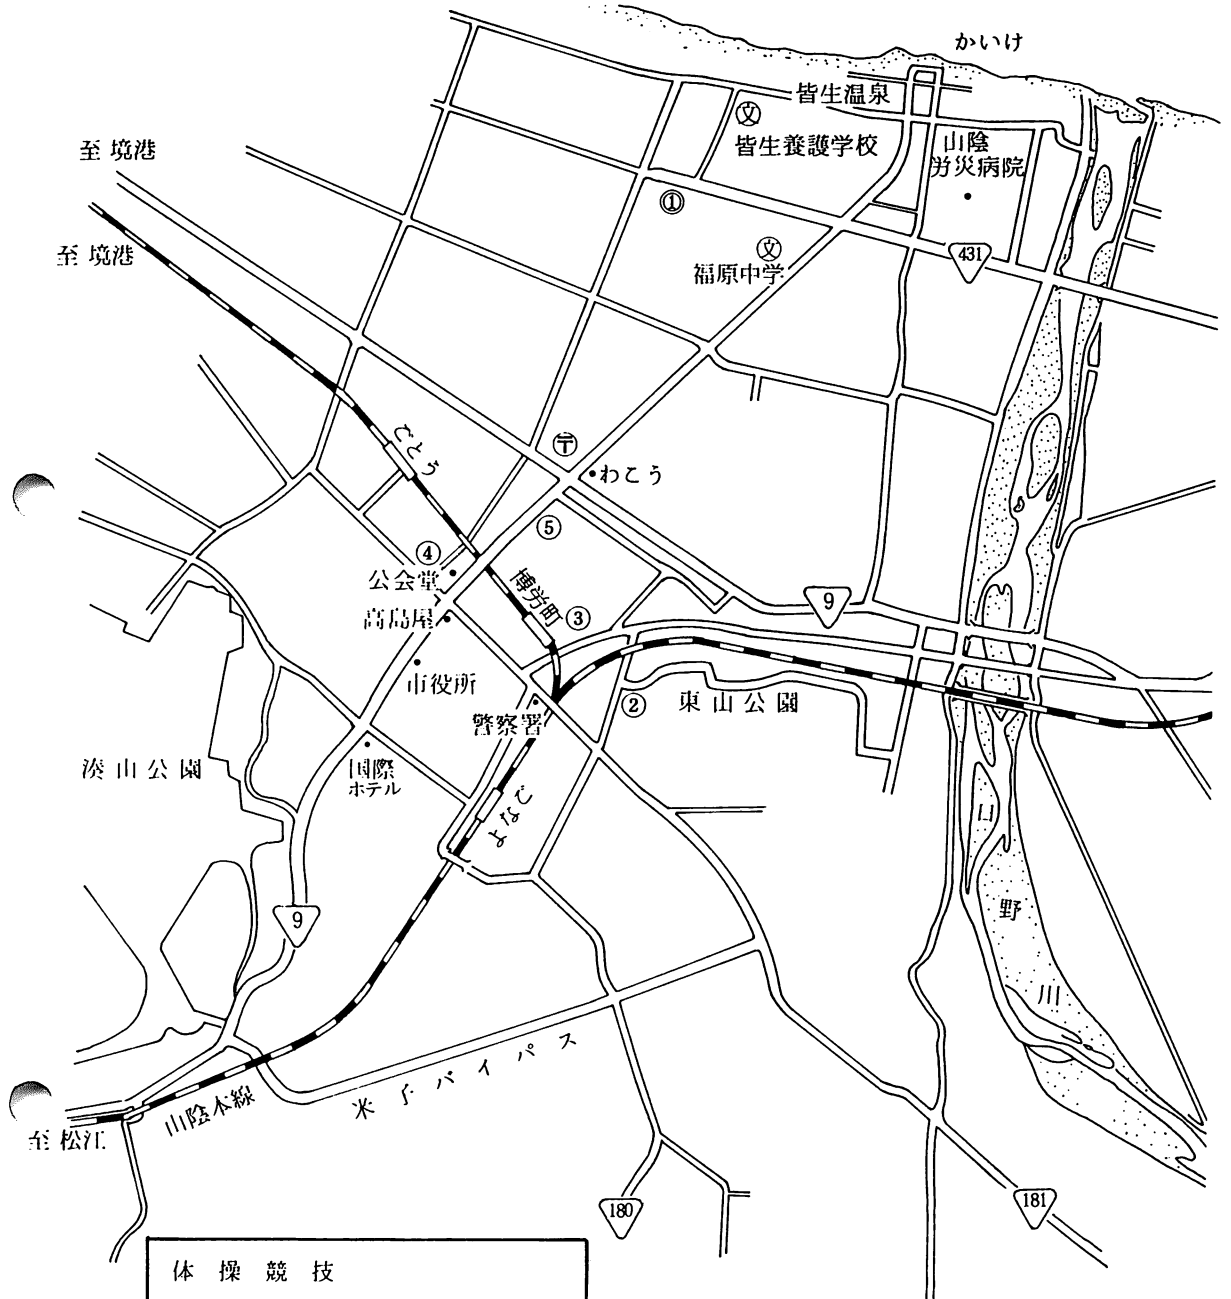 かいけ
皆生温泉
㊛
皆生養護学校
山陰
労災病院
至 境港
①
文
福原中学
431
至 境港
ごとう
〒
わこう
⑤
④
公会堂
博労町
③
9
髙島屋
市役所
②
東 山 公 園
警察署
湊 山 公 園
国際
ホテル
よなご
日
野
川
9
米 子 バ イ パ ス
山陰本線
至 松江
180
181
体 操 競 技